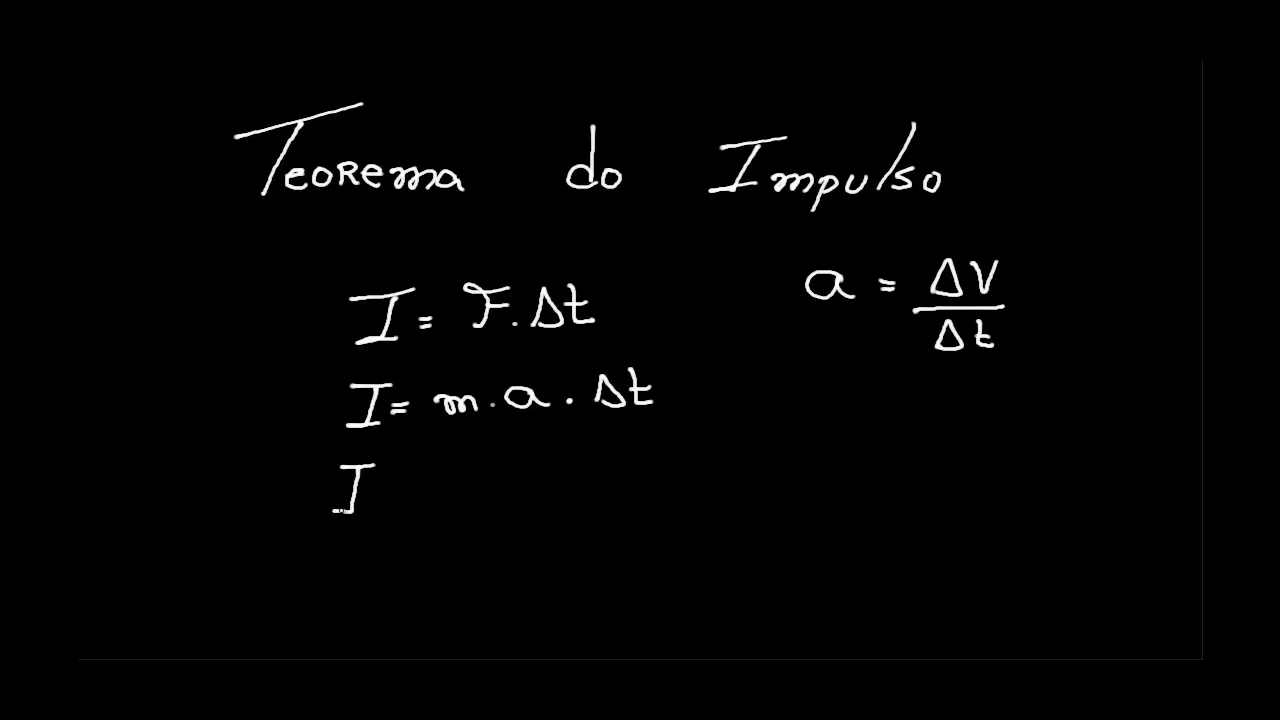 Teorema do Impulso
I = F . Δt
a = ΔV / Δt
I = m . a . Δt
I